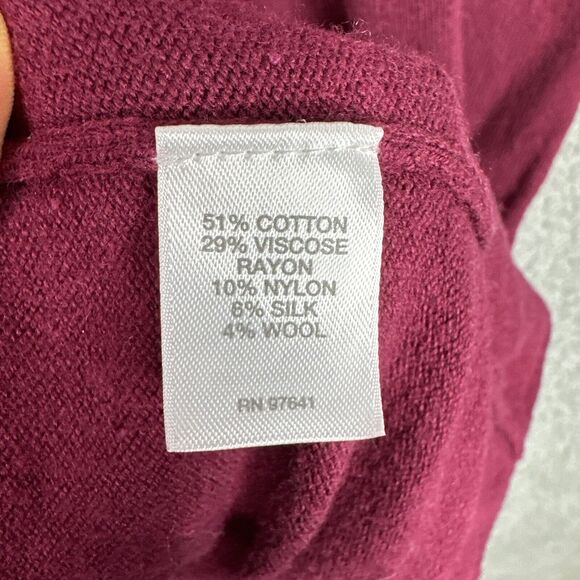 51% COTTON
29% VISCOSE
RAYON
10% NYLON
6% SILK
4% WOOL
RN 97641